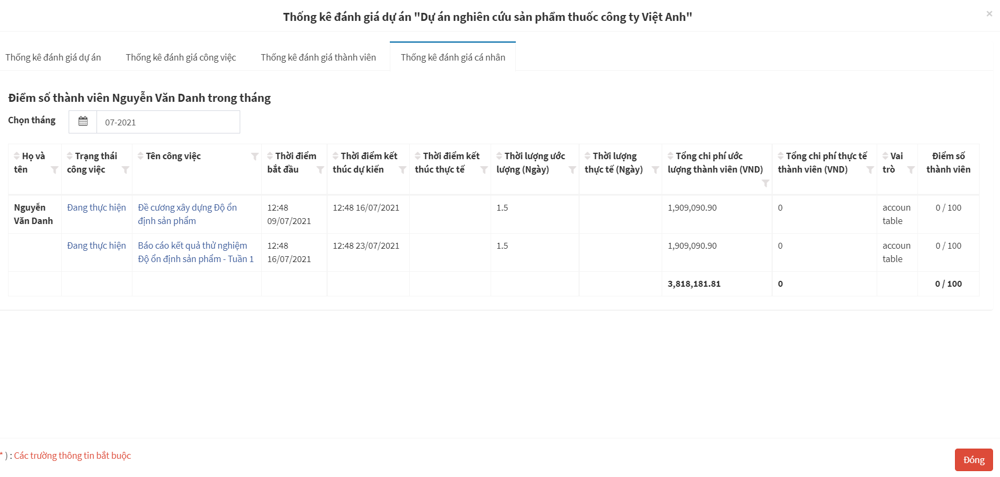 Thống kê đánh giá dự án "Dự án nghiên cứu sản phẩm thuốc công ty Việt Anh"
×
Thống kê đánh giá dự án
Thống kê đánh giá công việc
Thống kê đánh giá thành viên
Thống kê đánh giá cá nhân
Điểm số thành viên Nguyễn Văn Danh trong tháng
Chọn tháng
07-2021
Họ và
tên
Trạng thái
công việc
Tên công việc
Thời điểm
bắt đầu
Thời điểm kết
thúc dự kiến
Thời điểm kết
thúc thực tế
Thời lượng ước
lượng (Ngày)
Thời lượng
thực tế (Ngày)
Tổng chi phí ước
lượng thành viên (VND)
Tổng chi phí thực tế
thành viên (VND)
Vai
trò
Điểm số
thành viên
Nguyễn
Văn Danh
Đang thực hiện
Đề cương xây dựng Độ ổn
định sản phẩm
12:48
09/07/2021
12:48 16/07/2021
1.5
1,909,090.90
0
accoun
table
0 / 100
Đang thực hiện
Báo cáo kết quả thử nghiệm
Độ ổn định sản phẩm - Tuần 1
12:48
16/07/2021
12:48 23/07/2021
1.5
1,909,090.90
0
accoun
table
0 / 100
3,818,181.81
0
0 / 100
* ) : Các trường thông tin bắt buộc
Đóng